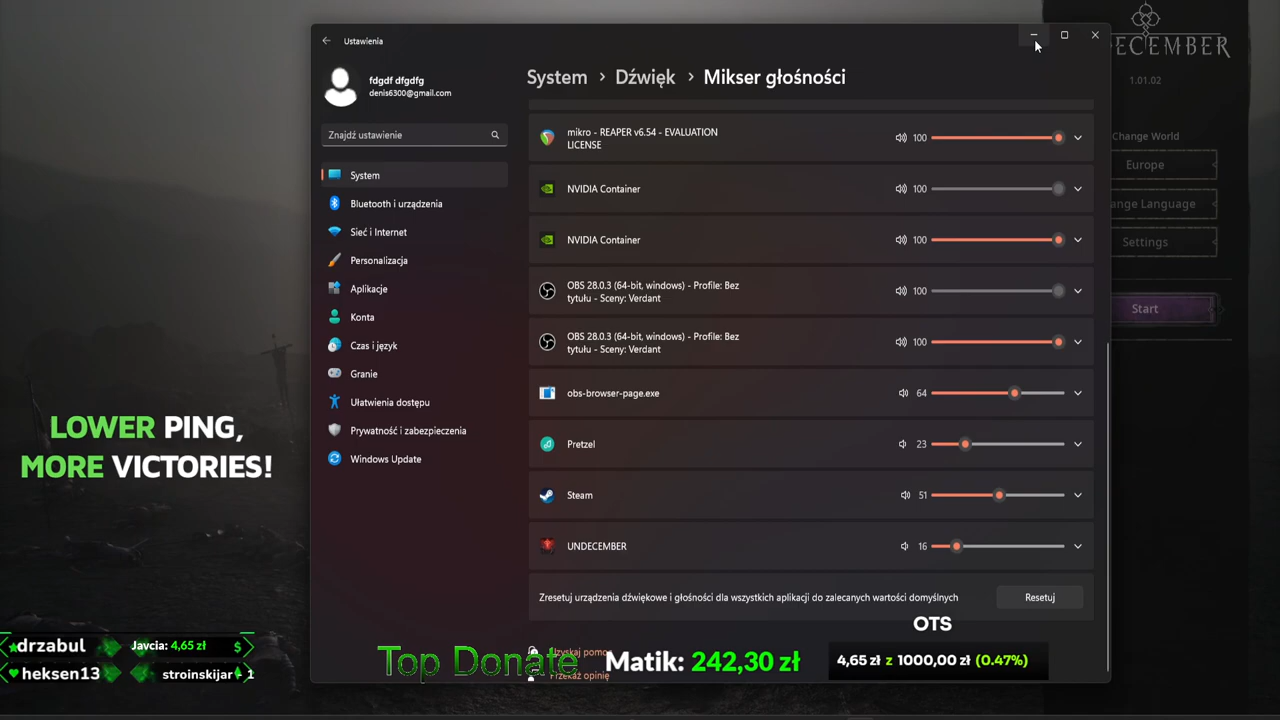 Ustawienia
fdgdf dfgdfg
denis6300@gmail.com
Znajdź ustawienie
System
Bluetooth i urządzenia
Sieć i Internet
Personalizacja
Aplikacje
Konta
Czas i język
Granie
Ułatwienia dostępu
Prywatność i zabezpieczenia
Windows Update
System > Dźwięk > Mikser głośności
mikro - REAPER v6.54 - EVALUATION
LICENSE
100
NVIDIA Container
100
NVIDIA Container
100
OBS 28.0.3 (64-bit, windows) - Profile: Bez
tytułu - Sceny: Verdant
100
OBS 28.0.3 (64-bit, windows) - Profile: Bez
tytułu - Sceny: Verdant
100
obs-browser-page.exe
64
Pretzel
23
Steam
51
UNDECEMBER
16
Zresetuj urządzenia dźwiękowe i głośności dla wszystkich aplikacji do zalecanych wartości domyślnych
Resetuj
Przekaż opinię
ECEMBER
1.01.02
Change World
Europe
ange Language
Settings
Start
LOWER PING,
MORE VICTORIES!
drzabul
Javcia: 4,65 zł
$
heksen13
stroinskijar - 1
Top Donate
Matik: 242,30 zł
OTS
4,65 zł z 1000,00 zł (0.47%)